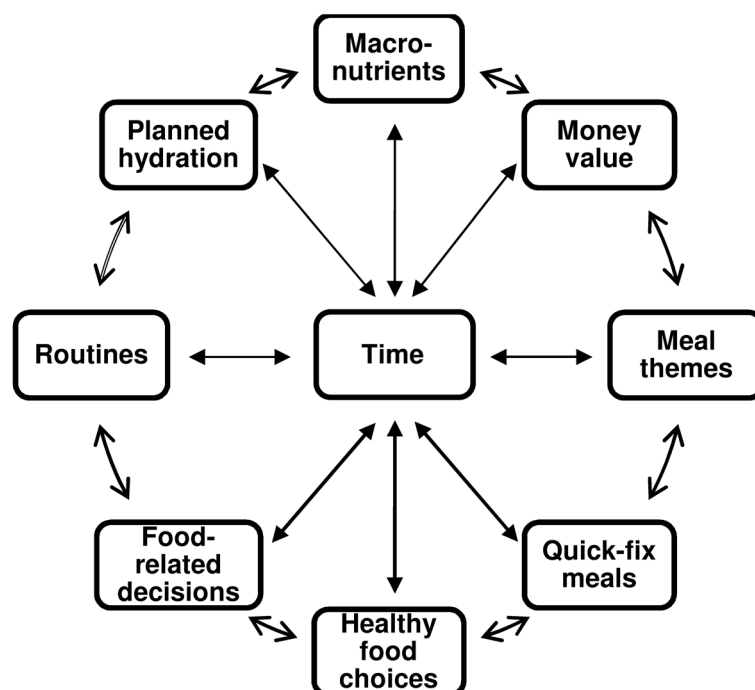 Macro-
nutrients
Planned
hydration
Money
value
Routines
Time
Meal
themes
Food-
related
decisions
Quick-fix
meals
Healthy
food
choices